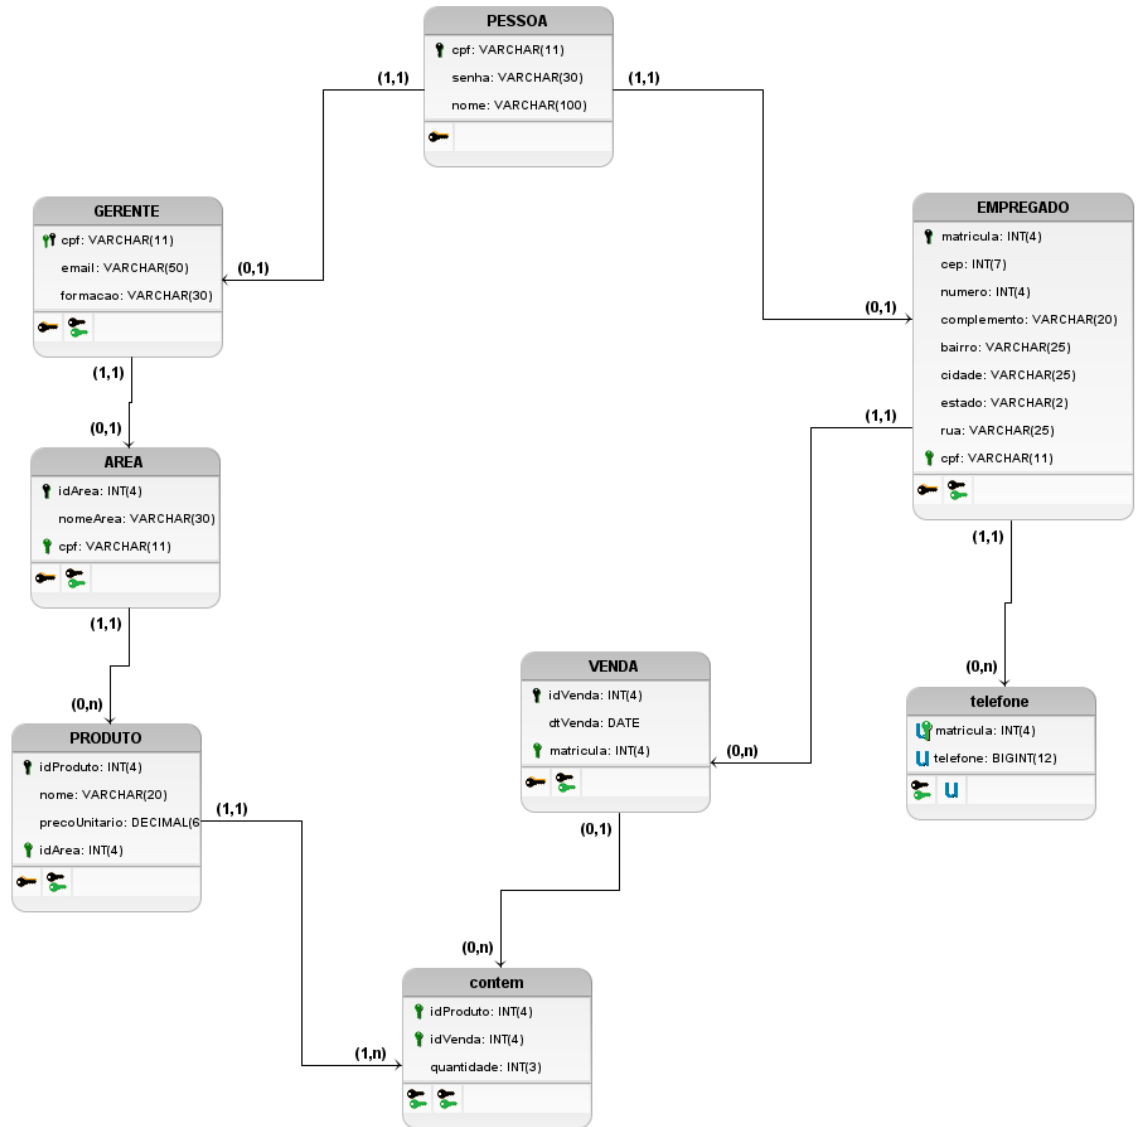 PESSOA
cpf: VARCHAR(11)
senha: VARCHAR(30)
nome: VARCHAR(100)
(1,1)
(1,1)
GERENTE
cpf: VARCHAR(11)
email: VARCHAR(50)
formacao: VARCHAR(30)
(0,1)
(1,1)
EMPREGADO
matricula: INT(4)
cep: INT(7)
numero: INT(4)
complemento: VARCHAR(20)
bairro: VARCHAR(25)
cidade: VARCHAR(25)
estado: VARCHAR(2)
rua: VARCHAR(25)
cpf: VARCHAR(11)
(0,1)
(1,1)
(1,1)
(0,1)
AREA
idArea: INT(4)
nomeArea: VARCHAR(30)
cpf: VARCHAR(11)
(1,1)
(0,n)
PRODUTO
idProduto: INT(4)
nome: VARCHAR(20)
precoUnitario: DECIMAL(6
idArea: INT(4)
(1,1)
VENDA
idVenda: INT(4)
dtVenda: DATE
matricula: INT(4)
(0,n)
(0,1)
(0,n)
telefone
U matricula: INT(4)
U telefone: BIGINT(12)
U
(0,n)
(1,n)
contem
idProduto: INT(4)
idVenda: INT(4)
quantidade: INT(3)